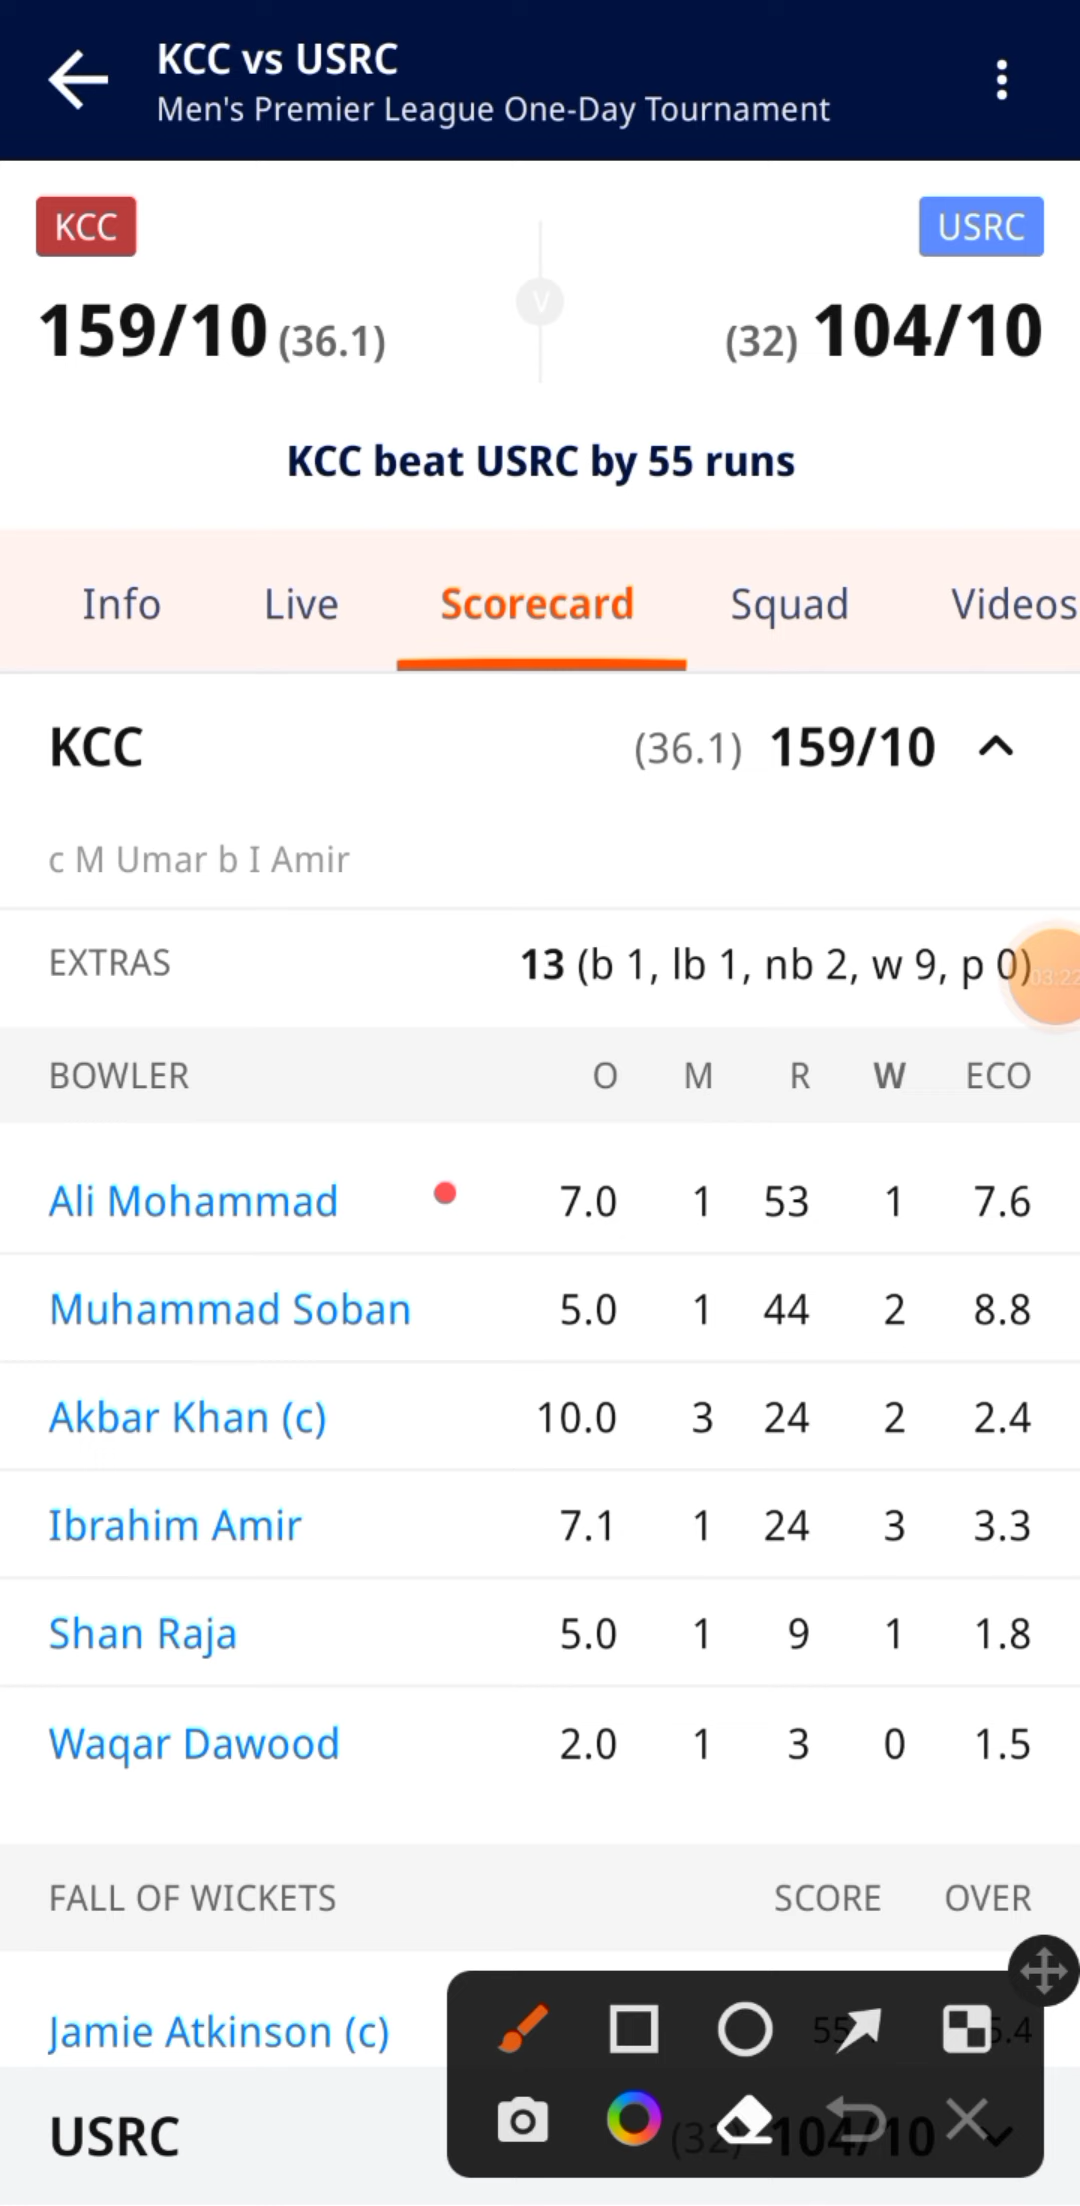 KCC vs USRC
Men's Premier League One-Day Tournament
KCC
USRC
159/10 (36.1)
V
(32) 104/10
KCC beat USRC by 55 runs
Info Live Scorecard Squad Videos
KCC (36.1) 159/10
c M Umar b I Amir
EXTRAS 13 (b 1, lb 1, nb 2, w 9, p 0)
03:22
BOWLER O M R W ECO
Ali Mohammad 7.0 1 53 1 7.6
Muhammad Soban 5.0 1 44 2 8.8
Akbar Khan (c) 10.0 3 24 2 2.4
Ibrahim Amir 7.1 1 24 3 3.3
Shan Raja 5.0 1 9 1 1.8
Waqar Dawood 2.0 1 3 0 1.5
FALL OF WICKETS SCORE OVER
Jamie Atkinson (c)
USRC (32) 104/10